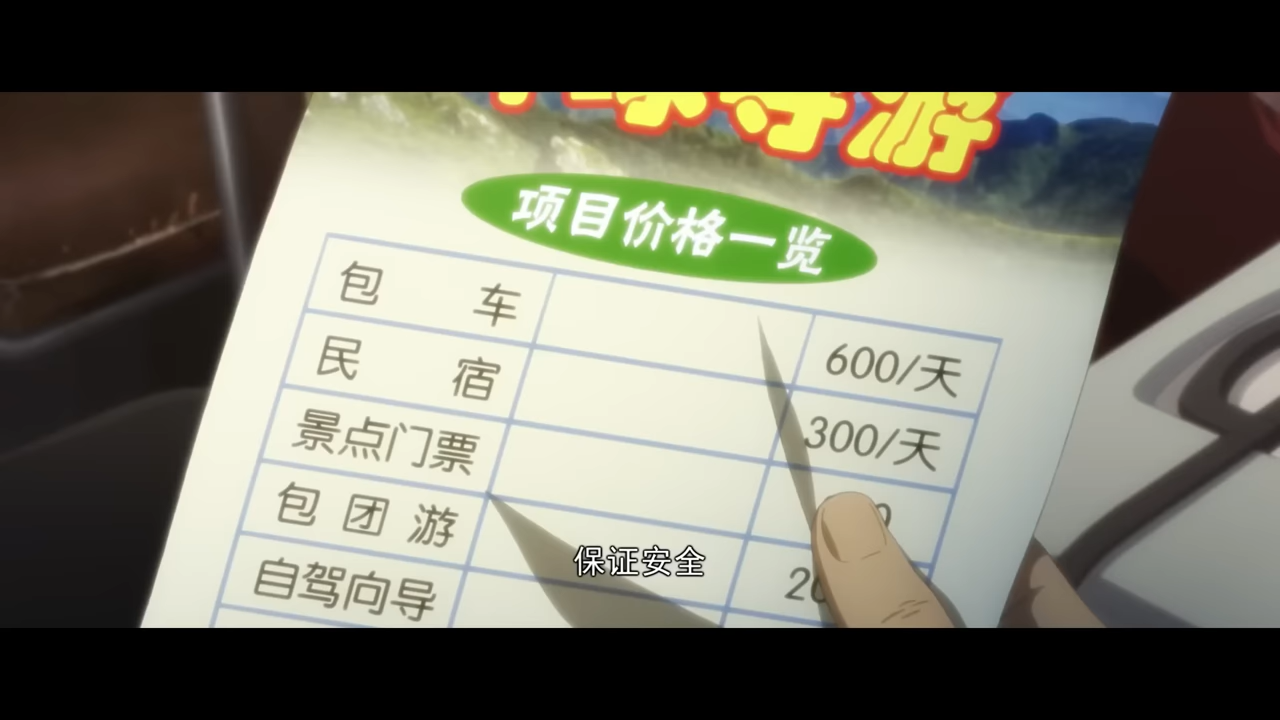 导游
项目价格一览
包车 600/天
民宿 300/天
景点门票
包团游
自驾向导
保证安全